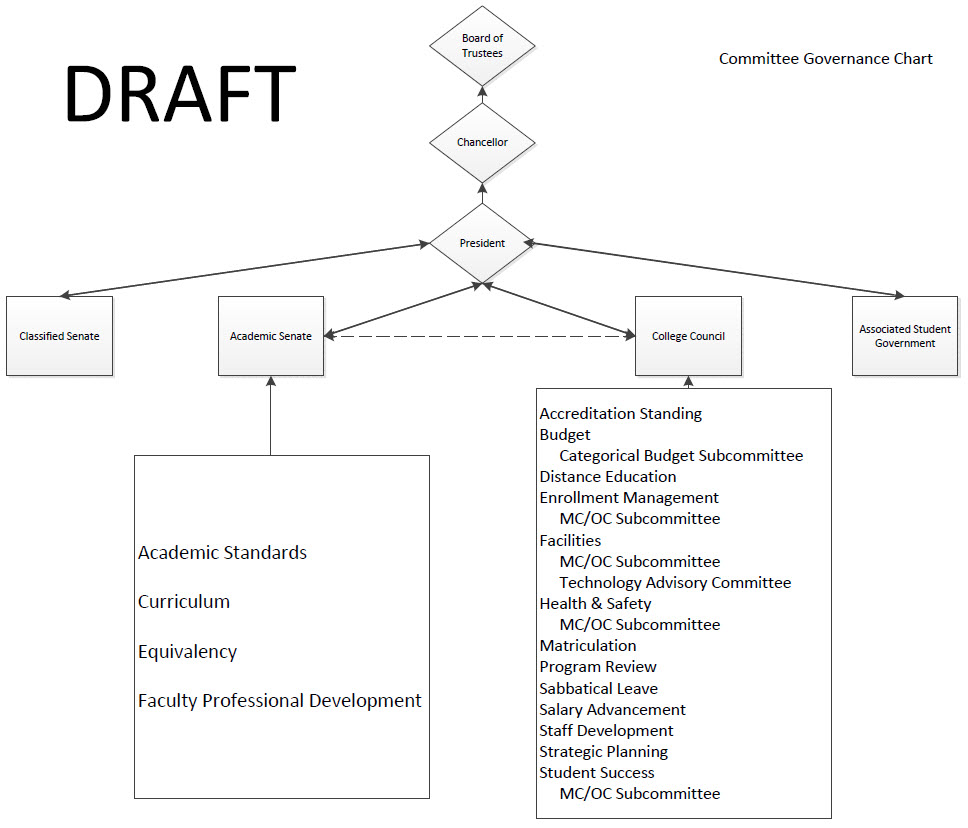 Board of
Trustees
Committee Governance Chart
DRAFT
Chancellor
President
Classified Senate
Academic Senate
College Council
Associated Student
Government
Academic Standards
Curriculum
Equivalency
Faculty Professional Development
Accreditation Standing
Budget
Categorical Budget Subcommittee
Distance Education
Enrollment Management
MC/OC Subcommittee
Facilities
MC/OC Subcommittee
Technology Advisory Committee
Health & Safety
MC/OC Subcommittee
Matriculation
Program Review
Sabbatical Leave
Salary Advancement
Staff Development
Strategic Planning
Student Success
MC/OC Subcommittee